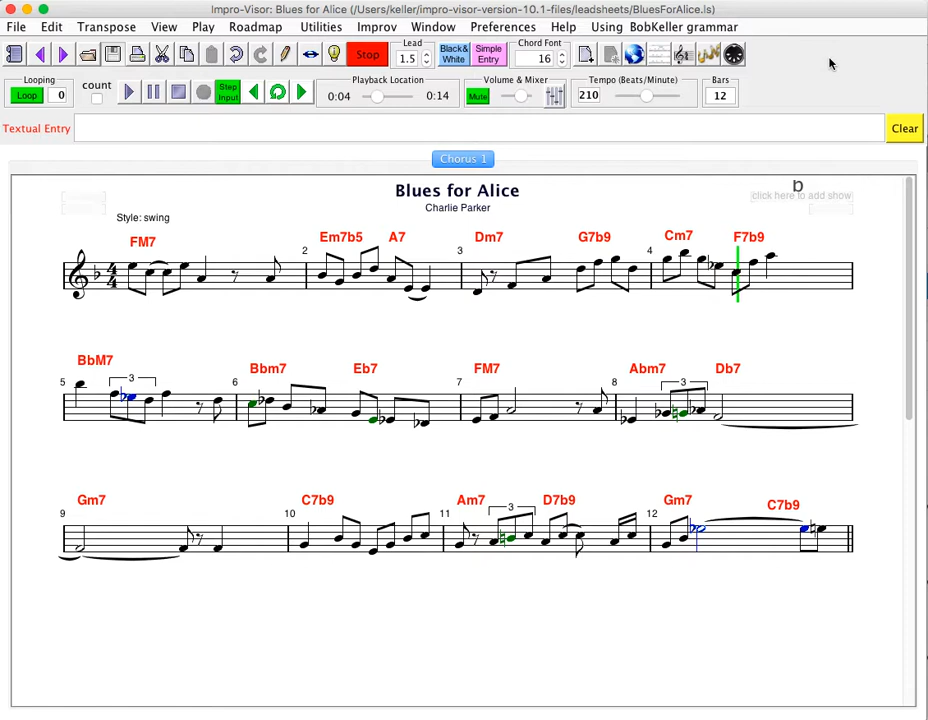 Impro-Visor: Blues for Alice (/Users/keller/impro-visor-version-10.1-files/leadsheets/BluesForAlice.ls)
File Edit Transpose View Play Roadmap Utilities Improv Window Preferences Help Using BobKeller grammar
Stop
Lead
1.5
Black& White
Simple Entry
Chord Font
16
Looping
Loop 0
count
Step Input
Playback Location
0:04 0:14
Volume & Mixer
Mute
Tempo (Beats/Minute)
210
Bars
12
Textual Entry
Clear
Chorus 1
Blues for Alice
Charlie Parker
b
click here to add show
Style: swing
FM7 Em7b5 A7 Dm7 G7b9 Cm7 F7b9
2 3 4
4
4
BbM7 Bbm7 Eb7 FM7 Abm7 Db7
5 3 6 7 8 3
Gm7 C7b9 Am7 D7b9 Gm7 C7b9
9 10 11 3 12